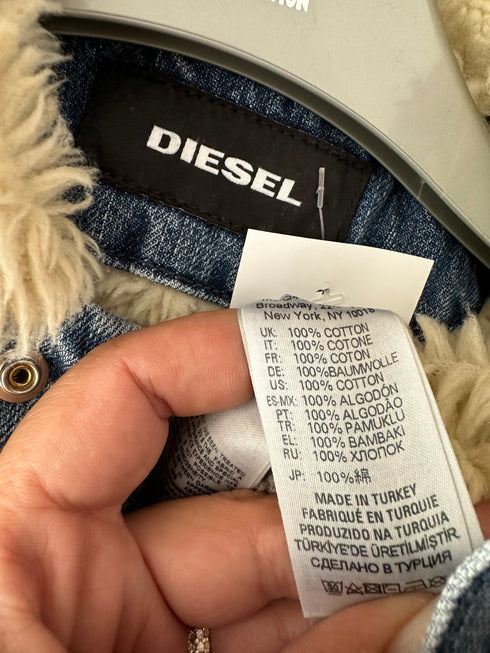 DIESEL
Broadway,
New York, NY 10018
UK: 100% COTTON
IT: 100% COTONE
FR: 100% COTON
DE: 100%BAUMWOLLE
US: 100% COTTON
ES-MX: 100% ALGODÓN
PT: 100% ALGODÃO
TR: 100% PAMUKLU
EL: 100% BAMBAKI
RU: 100% ХЛОПОК
JP: 100%綿
MADE IN TURKEY
FABRIQUÉ EN TURQUIE
PRODUZIDO NA TURQUIA
TÜRKİYE'DE ÜRETİLMİŞTİR
СДЕЛАНО В ТУРЦИЯ